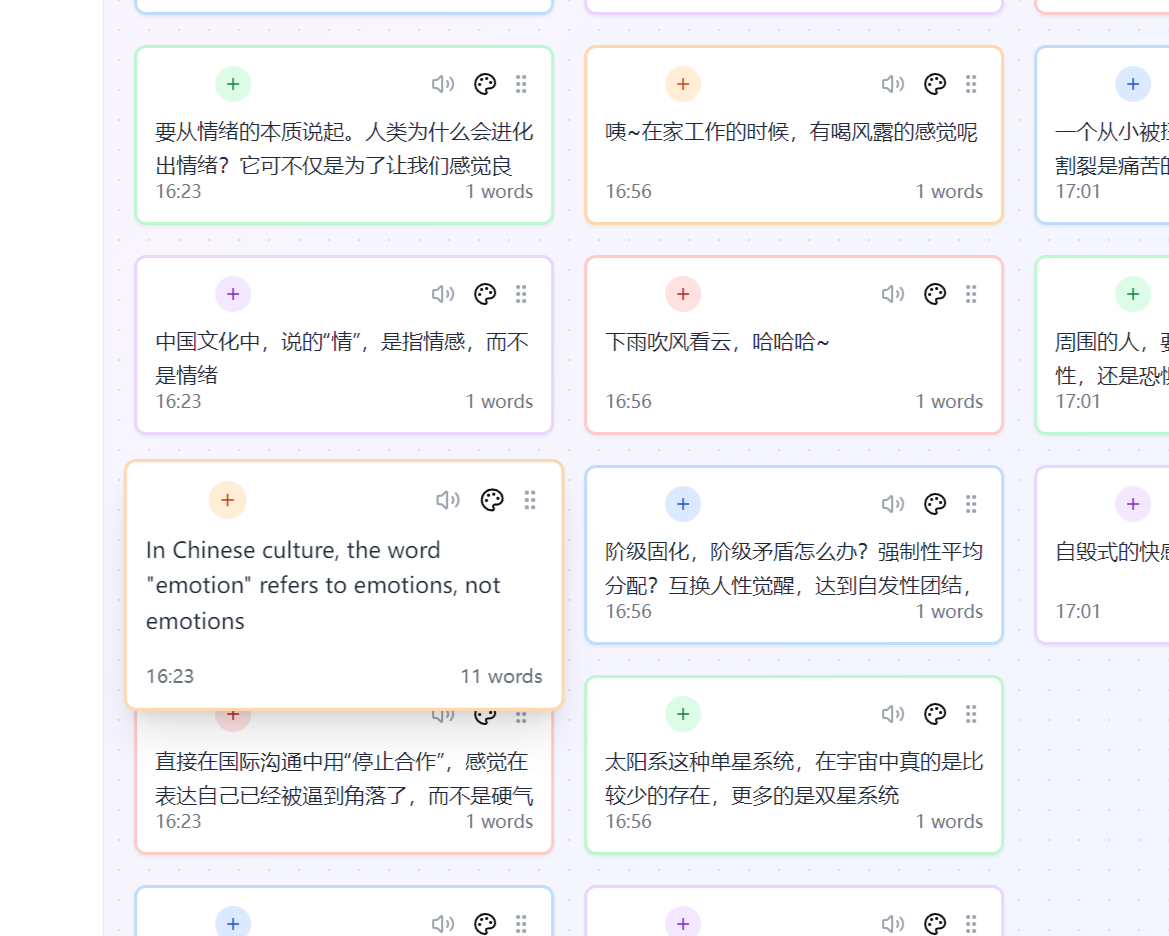 要从情绪的本质说起。人类为什么会进化
出情绪？它可不仅是为了让我们感觉良
16:23 1 words
咦~在家工作的时候，有喝风露的感觉呢
16:56 1 words
一个从小被
割裂是痛苦的
17:01
中国文化中，说的“情”，是指情感，而不
是情绪
16:23 1 words
下雨吹风看云，哈哈哈~
16:56 1 words
周围的人，要
性，还是恐惧
17:01
In Chinese culture, the word
"emotion" refers to emotions, not
emotions
16:23 11 words
阶级固化，阶级矛盾怎么办？强制性平均
分配？互换人性觉醒，达到自发性团结，
16:56 1 words
自毁式的快感
17:01
直接在国际沟通中用“停止合作”，感觉在
表达自己已经被逼到角落了，而不是硬气
16:23 1 words
太阳系这种单星系统，在宇宙中真的是比
较少的存在，更多的是双星系统
16:56 1 words